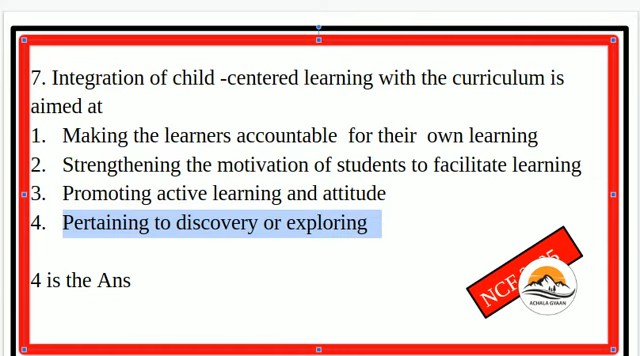 7. Integration of child -centered learning with the curriculum is
aimed at
1. Making the learners accountable for their own learning
2. Strengthening the motivation of students to facilitate learning
3. Promoting active learning and attitude
4. Pertaining to discovery or exploring
4 is the Ans
NCF
ACHALA GYAAN